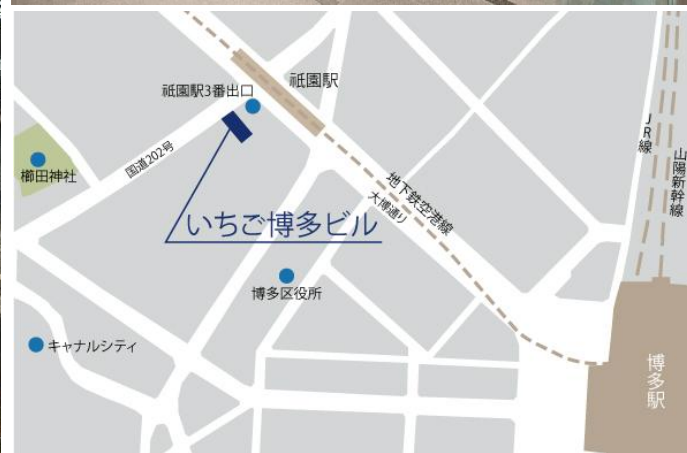 祇園駅
祇園駅3番出口
JR線
山陽新幹線
国道202号
櫛田神社
地下鉄空港線
大博通り
いちご博多ビル
博多区役所
キャナルシティ
博多駅